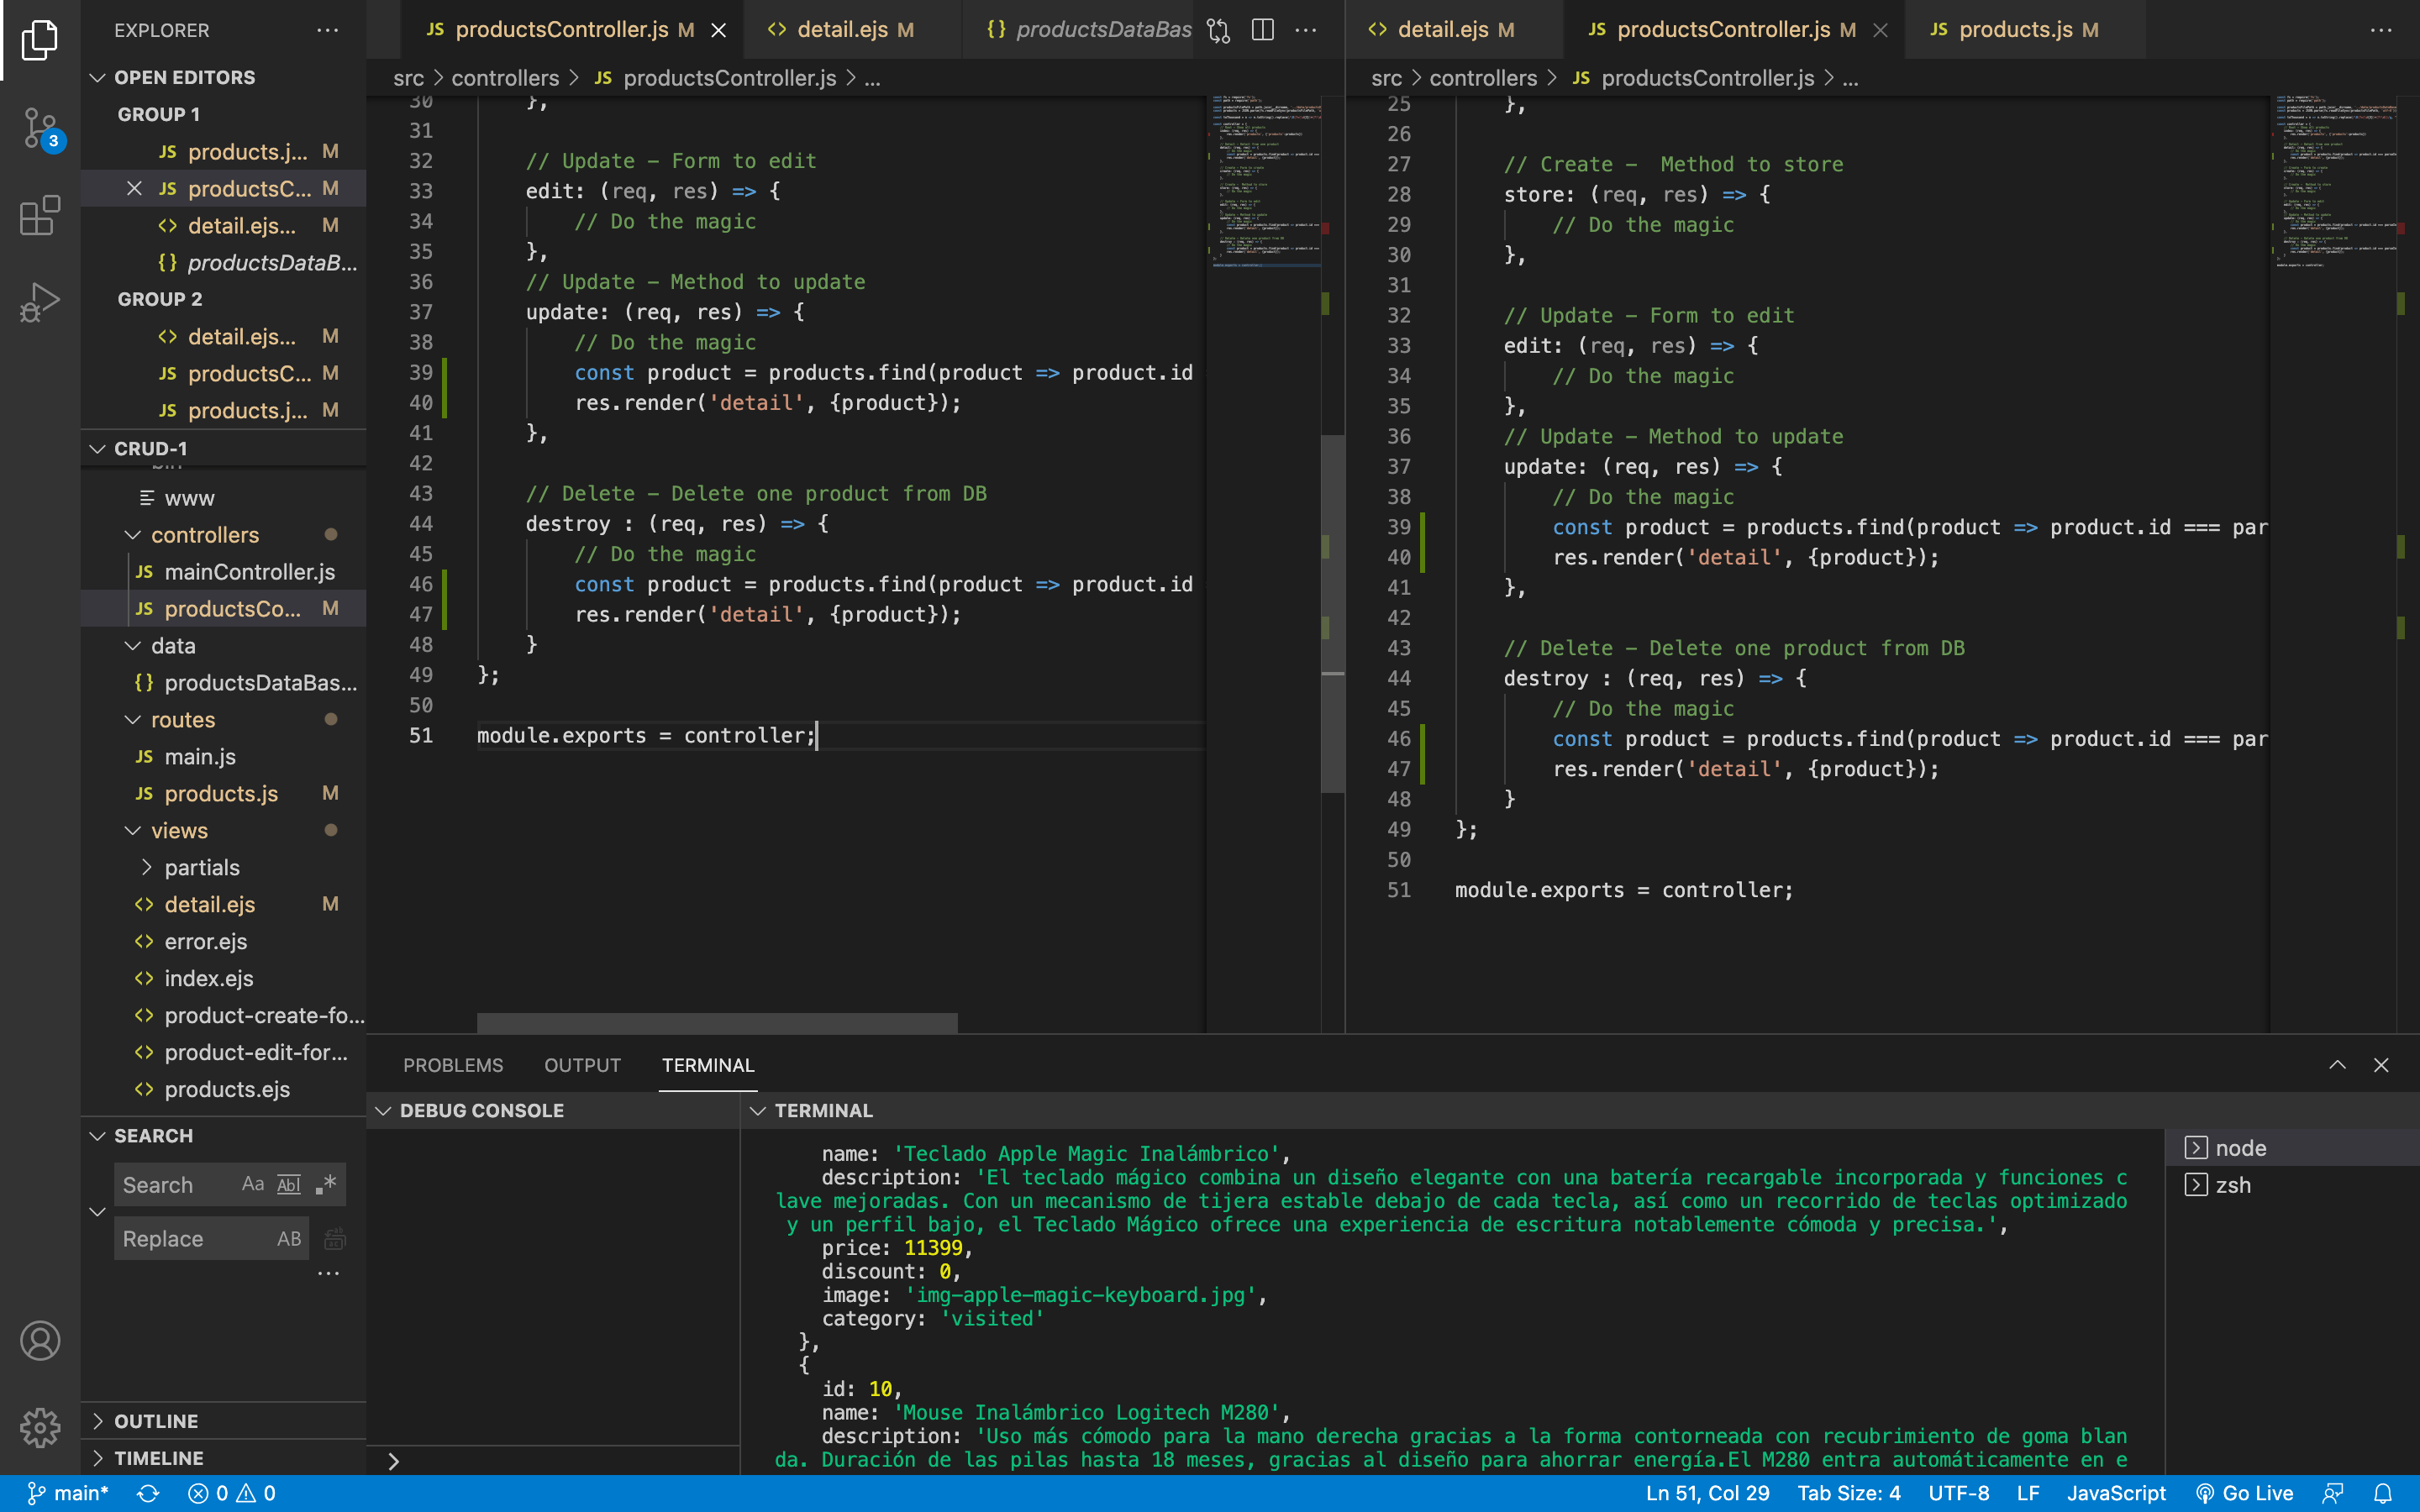 EXPLORER
OPEN EDITORS
GROUP 1
JS products.j... M
JS productsC... M
<> detail.ejs... M
{} productsDataB...
GROUP 2
<> detail.ejs... M
JS productsC... M
JS products.j... M
CRUD-1
www
controllers
JS mainController.js
JS productsCo... M
data
{} productsDataBas...
routes
JS main.js
JS products.js M
views
partials
<> detail.ejs M
<> error.ejs
<> index.ejs
<> product-create-fo...
<> product-edit-for...
<> products.ejs
SEARCH
Search Aa Abl .*
Replace AB
OUTLINE
TIMELINE
3
JS productsController.js M
<> detail.ejs M
{} productsDataBas
src > controllers > JS productsController.js > ...
30 },
31
32 // Update – Form to edit
33 edit: (req, res) => {
34 // Do the magic
35 },
36 // Update – Method to update
37 update: (req, res) => {
38 // Do the magic
39 const product = products.find(product => product.id
40 res.render('detail', {product});
41 },
42
43 // Delete – Delete one product from DB
44 destroy : (req, res) => {
45 // Do the magic
46 const product = products.find(product => product.id
47 res.render('detail', {product});
48 }
49 };
50
51 module.exports = controller;
<> detail.ejs M
JS productsController.js M
JS products.js M
src > controllers > JS productsController.js > ...
25 },
26
27 // Create –  Method to store
28 store: (req, res) => {
29 // Do the magic
30 },
31
32 // Update – Form to edit
33 edit: (req, res) => {
34 // Do the magic
35 },
36 // Update – Method to update
37 update: (req, res) => {
38 // Do the magic
39 const product = products.find(product => product.id === par
40 res.render('detail', {product});
41 },
42
43 // Delete – Delete one product from DB
44 destroy : (req, res) => {
45 // Do the magic
46 const product = products.find(product => product.id === par
47 res.render('detail', {product});
48 }
49 };
50
51 module.exports = controller;
PROBLEMS OUTPUT TERMINAL
DEBUG CONSOLE
>
TERMINAL
name: 'Teclado Apple Magic Inalámbrico',
description: 'El teclado mágico combina un diseño elegante con una batería recargable incorporada y funciones c
lave mejoradas. Con un mecanismo de tijera estable debajo de cada tecla, así como un recorrido de teclas optimizado
y un perfil bajo, el Teclado Mágico ofrece una experiencia de escritura notablemente cómoda y precisa.',
price: 11399,
discount: 0,
image: 'img-apple-magic-keyboard.jpg',
category: 'visited'
},
{
id: 10,
name: 'Mouse Inalámbrico Logitech M280',
description: 'Uso más cómodo para la mano derecha gracias a la forma contorneada con recubrimiento de goma blan
da. Duración de las pilas hasta 18 meses, gracias al diseño para ahorrar energía.El M280 entra automáticamente en e
node
zsh
main* 0 0
Ln 51, Col 29 Tab Size: 4 UTF-8 LF JavaScript Go Live